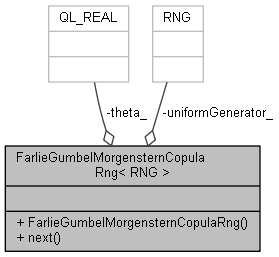 QL_REAL
RNG
-theta_
-uniformGenerator_
FarlieGumbelMorgensternCopula
Rng< RNG >
+ FarlieGumbelMorgensternCopulaRng()
+ next()